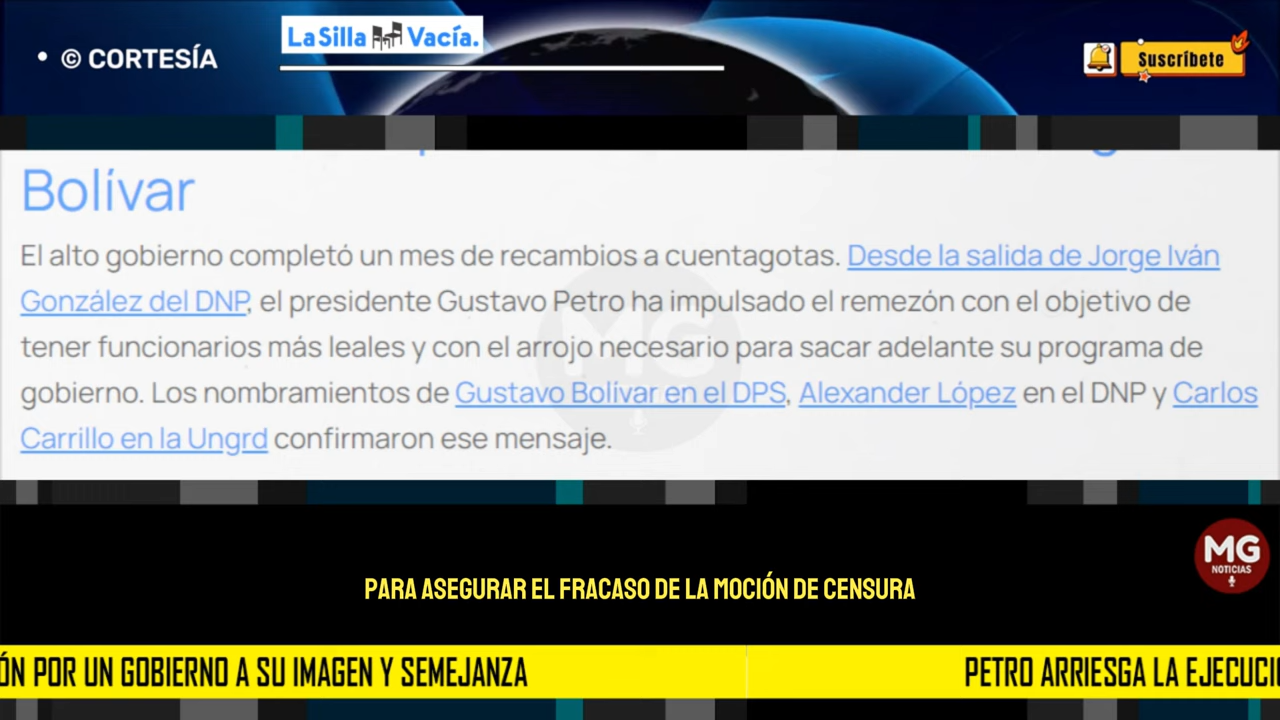 © CORTESÍA
La Silla Vacía.
Suscríbete
Bolívar
El alto gobierno completó un mes de recambios a cuentagotas. Desde la salida de Jorge Iván
González del DNP, el presidente Gustavo Petro ha impulsado el remezón con el objetivo de
tener funcionarios más leales y con el arrojo necesario para sacar adelante su programa de
gobierno. Los nombramientos de Gustavo Bolívar en el DPS, Alexander López en el DNP y Carlos
Carrillo en la Ungrd confirmaron ese mensaje.
MG
MG
NOTICIAS
PARA ASEGURAR EL FRACASO DE LA MOCIÓN DE CENSURA
ÓN POR UN GOBIERNO A SU IMAGEN Y SEMEJANZA
PETRO ARRIESGA LA EJECUCI